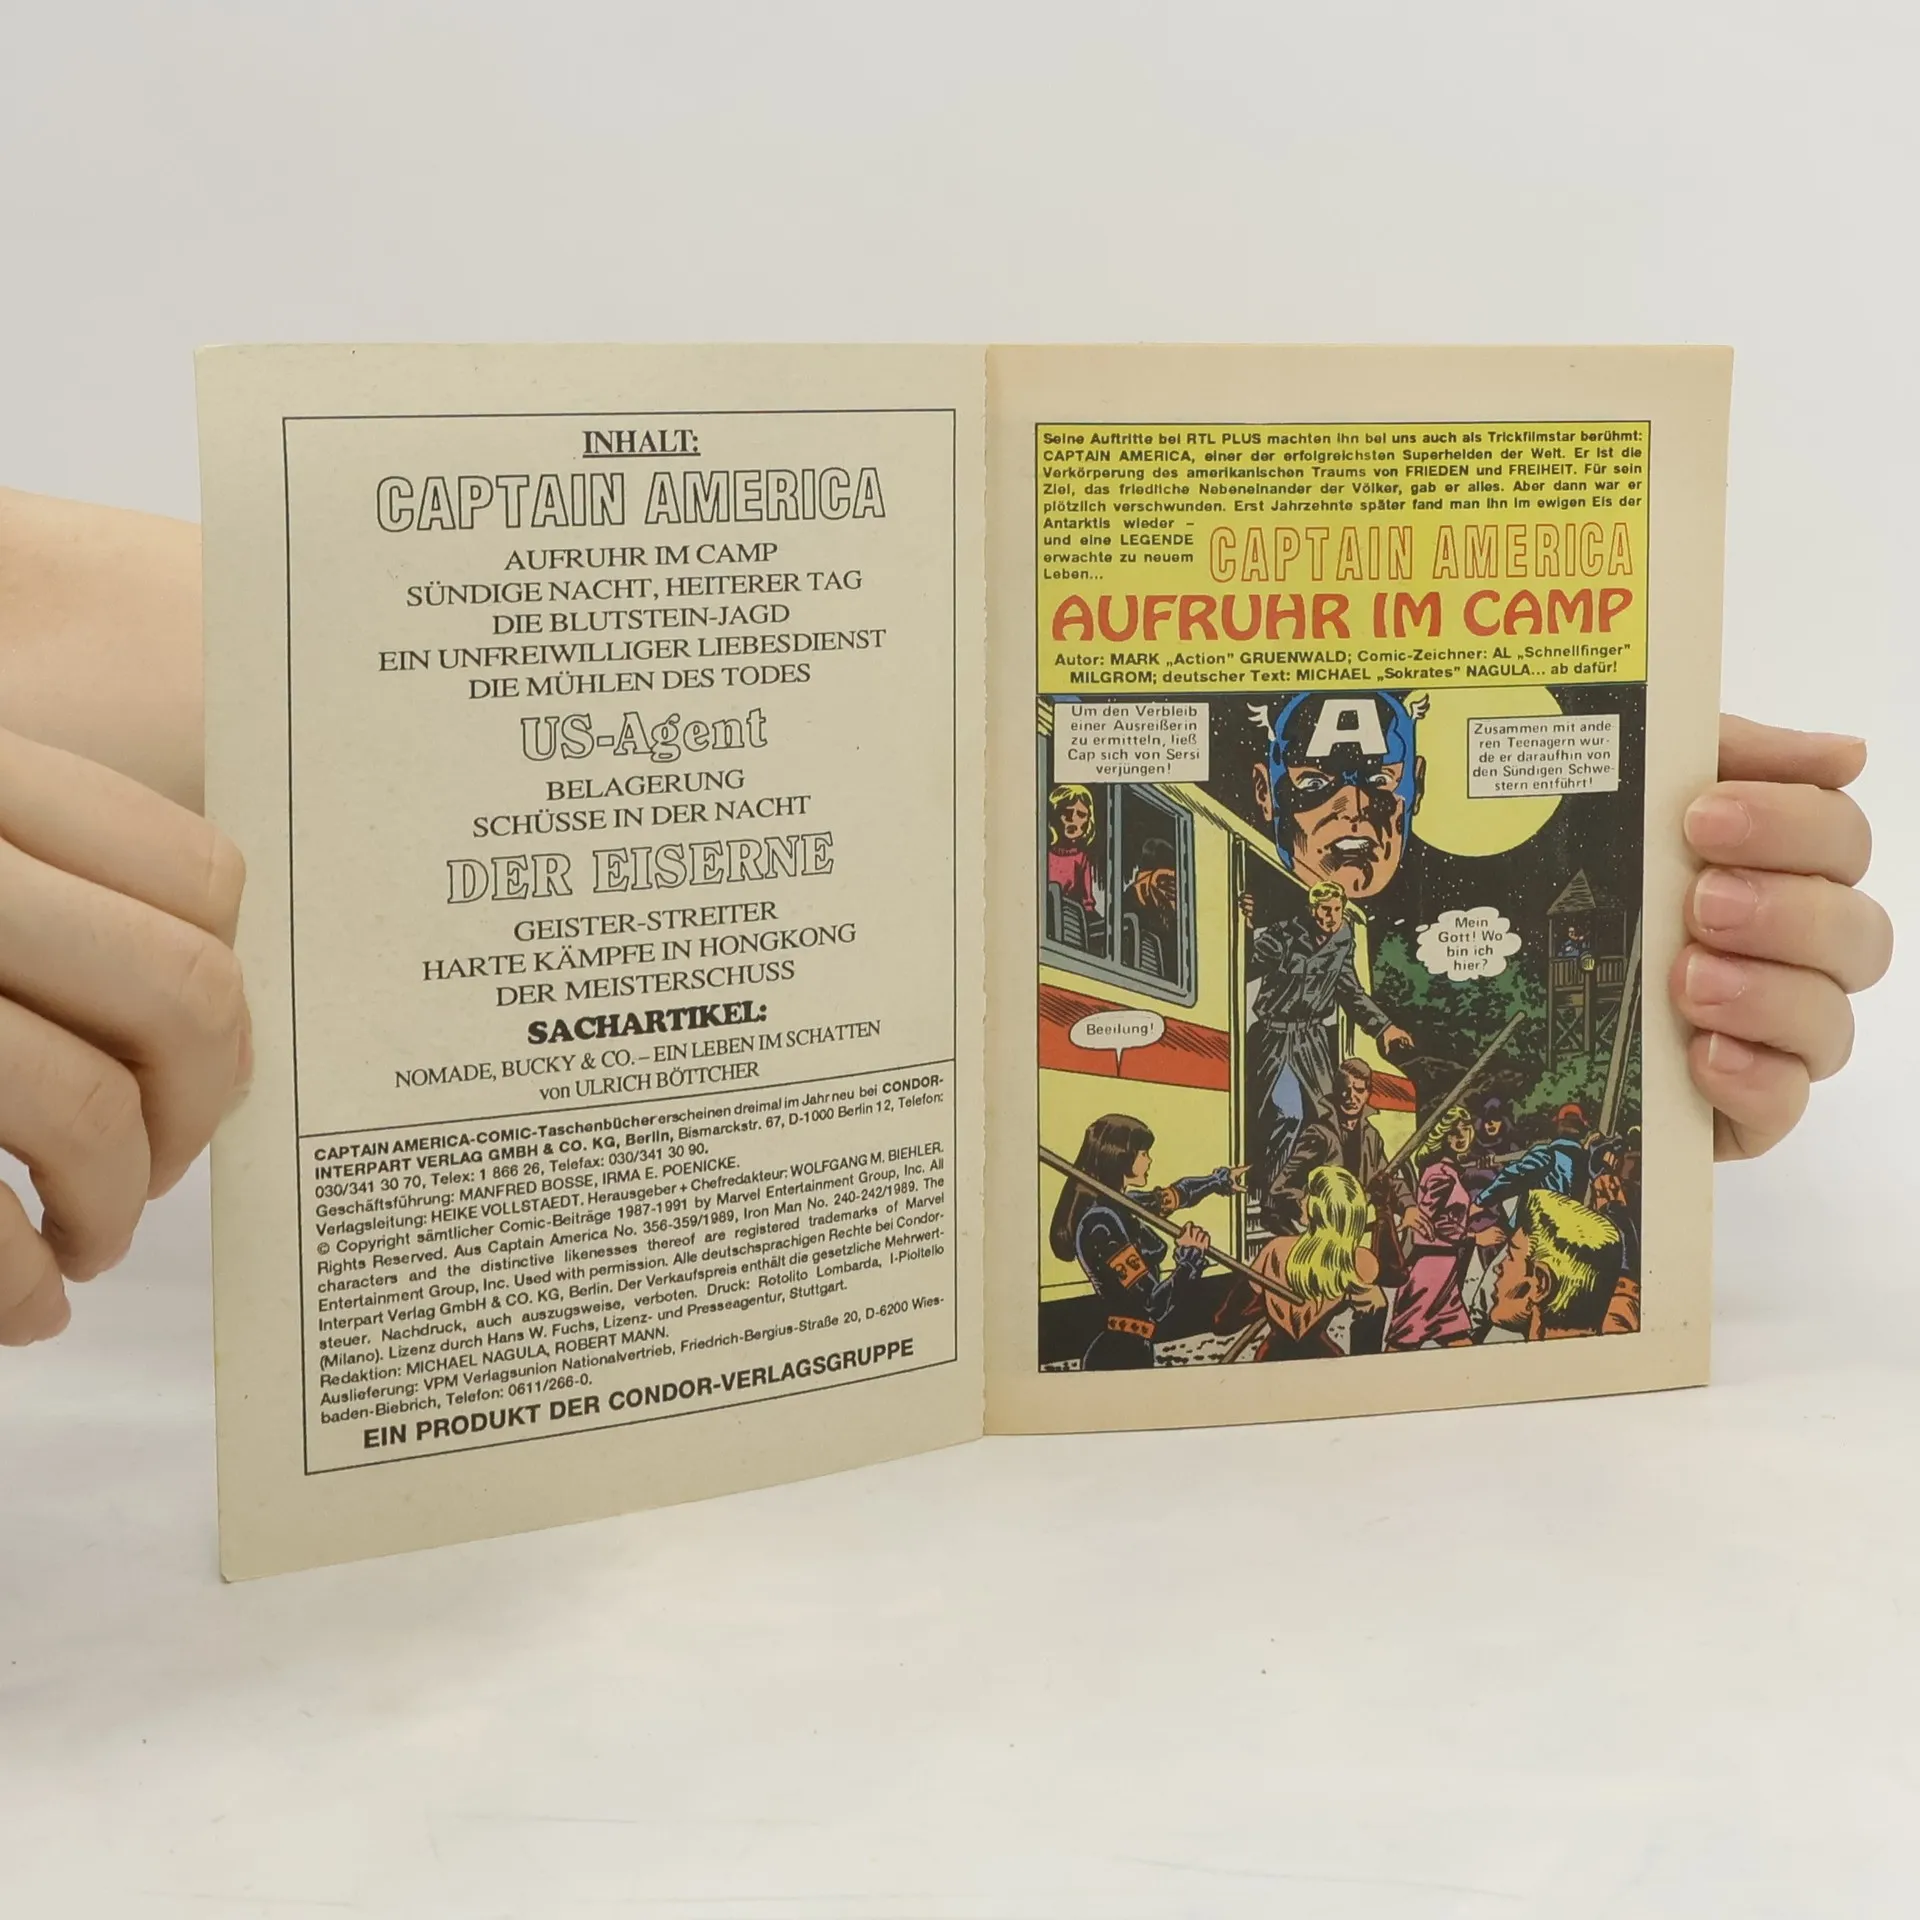 INHALT:
CAPTAIN AMERICA
AUFRUHR IM CAMP
SÜNDIGE NACHT, HEITERER TAG
DIE BLUTSTEIN-JAGD
EIN UNFREIWILLIGER LIEBESDIENST
DIE MÜHLEN DES TODES
US-Agent
BELAGERUNG
SCHÜSSE IN DER NACHT
DER EISERNE
GEISTER-STREITER
HARTE KÄMPFE IN HONGKONG
DER MEISTERSCHUSS
SACHARTIKEL:
NOMADE, BUCKY & CO. – EIN LEBEN IM SCHATTEN
von ULRICH BÖTTCHER
CAPTAIN AMERICA-COMIC-Taschenbücher erscheinen dreimal im Jahr neu bei CONDOR-
INTERPART VERLAG GMBH & CO. KG, Berlin, Bismarckstr. 67, D-1000 Berlin 12, Telefon:
030/341 30 70, Telex: 1 866 26, Telefax: 030/341 30 90.
Geschäftsführung: MANFRED BOSSE, IRMA E. POENICKE.
Verlagsleitung: HEIKE VOLLSTAEDT. Herausgeber + Chefredakteur: WOLFGANG M. BIEHLER.
© Copyright sämtlicher Comic-Beiträge 1987-1991 by Marvel Entertainment Group, Inc. All
Rights Reserved. Aus Captain America No. 356-359/1989, Iron Man No. 240-242/1989. The
characters and the distinctive likenesses thereof are registered trademarks of Marvel
Entertainment Group, Inc. Used with permission. Alle deutschsprachigen Rechte bei Condor-
Interpart Verlag GmbH & CO. KG, Berlin. Der Verkaufspreis enthält die gesetzliche Mehrwert-
steuer. Nachdruck, auch auszugsweise, verboten. Druck: Rotolito Lombarda, I-Pioltello
(Milano). Lizenz durch Hans W. Fuchs, Lizenz- und Presseagentur, Stuttgart.
Redaktion: MICHAEL NAGULA, ROBERT MANN.
Auslieferung: VPM Verlagsunion Nationalvertrieb, Friedrich-Bergius-Straße 20, D-6200 Wies-
baden-Biebrich, Telefon: 0611/266-0.
EIN PRODUKT DER CONDOR-VERLAGSGRUPPE
Seine Auftritte bei RTL PLUS machten ihn bei uns auch als Trickfilmstar berühmt:
CAPTAIN AMERICA, einer der erfolgreichsten Superhelden der Welt. Er ist die
Verkörperung des amerikanischen Traums von FRIEDEN und FREIHEIT. Für sein
Ziel, das friedliche Nebeneinander der Völker, gab er alles. Aber dann war er
plötzlich verschwunden. Erst Jahrzehnte später fand man ihn im ewigen Eis der
Antarktis wieder –
und eine LEGENDE
erwachte zu neuem
Leben...
CAPTAIN AMERICA
AUFRUHR IM CAMP
Autor: MARK „Action" GRUENWALD; Comic-Zeichner: AL „Schnellfinger"
MILGROM; deutscher Text: MICHAEL „Sokrates" NAGULA... ab dafür!
Um den Verbleib
einer Ausreißerin
zu ermitteln, ließ
Cap sich von Sersi
verjüngen!
A
Zusammen mit ande
ren Teenagern wur-
de er daraufhin von
den Sündigen Schwe-
stern entführt!
Mein
Gott! Wo
bin ich
hier?
Beeilung!